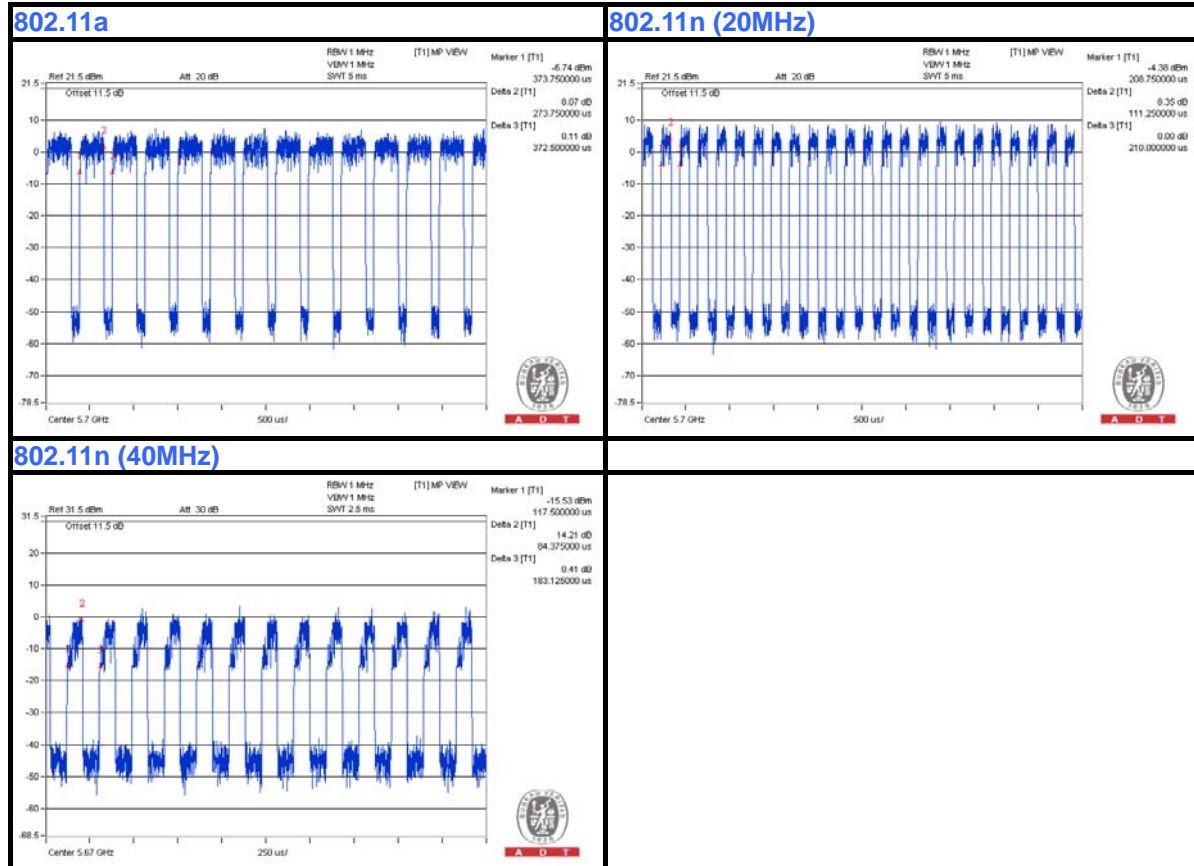 802.11a
802.11n (20MHz)
RBW 1 MHz [T1] MP VIEW
VBW 1 MHz
SWT 5 ms
Ref 21.5 dBm Att 20 dB
Offset 11.5 dB
21.5
10
0
-10
-20
-30
-40
-50
-60
-70
-78.5
Center 5.7 GHz 500 us/
Marker 1 [T1]
-6.74 dBm
373.750000 us
Delta 2 [T1]
0.07 dB
273.750000 us
Delta 3 [T1]
0.11 dB
372.500000 us
A D T
RBW 1 MHz [T1] MP VIEW
VBW 1 MHz
SWT 5 ms
Ref 21.5 dBm Att 20 dB
Offset 11.5 dB
21.5
10
0
-10
-20
-30
-40
-50
-60
-70
-78.5
Center 5.7 GHz 500 us/
Marker 1 [T1]
-4.38 dBm
208.750000 us
Delta 2 [T1]
0.35 dB
111.250000 us
Delta 3 [T1]
0.00 dB
210.000000 us
A D T
802.11n (40MHz)
RBW 1 MHz [T1] MP VIEW
VBW 1 MHz
SWT 2.5 ms
Ref 31.5 dBm Att 30 dB
Offset 11.5 dB
31.5
20
10
0
-10
-20
-30
-40
-50
-60
-68.5
Center 5.67 GHz 250 us/
Marker 1 [T1]
-15.53 dBm
117.500000 us
Delta 2 [T1]
14.21 dB
84.375000 us
Delta 3 [T1]
0.41 dB
183.125000 us
A D T